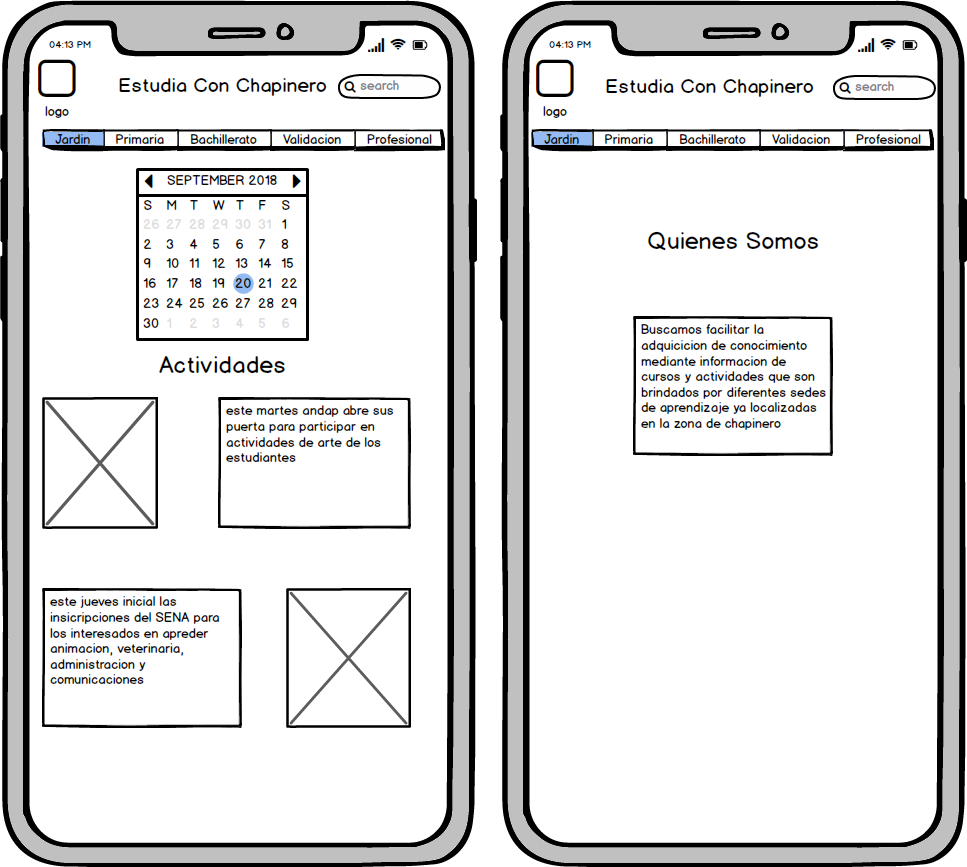 04:13 PM
Estudia Con Chapinero
search
logo
Jardin Primaria Bachillerato Validacion Profesional
SEPTEMBER 2018
S M T W T F S
26 27 28 29 30 31 1
2 3 4 5 6 7 8
9 10 11 12 13 14 15
16 17 18 19 20 21 22
23 24 25 26 27 28 29
30 1 2 3 4 5 6
Actividades
este martes andap abre sus
puerta para participar en
actividades de arte de los
estudiantes
este jueves inicial las
insicripciones del SENA para
los interesados en apreder
animacion, veterinaria,
administracion y
comunicaciones
04:13 PM
Estudia Con Chapinero
search
logo
Jardin Primaria Bachillerato Validacion Profesional
Quienes Somos
Buscamos facilitar la
adquicicion de conocimiento
mediante informacion de
cursos y actividades que son
brindados por diferentes sedes
de aprendizaje ya localizadas
en la zona de chapinero